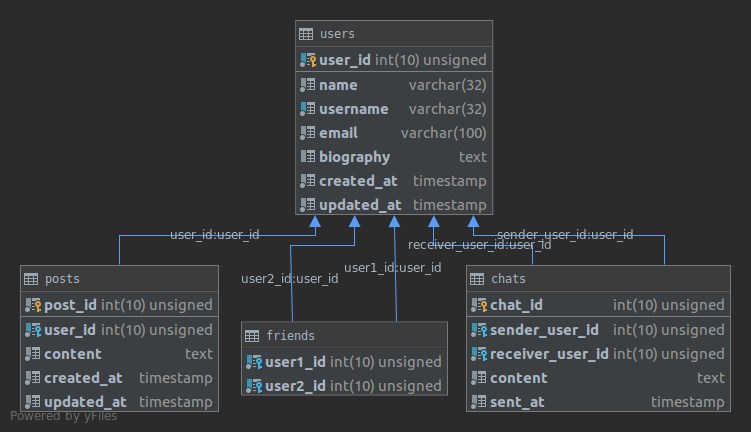 users
user_id int(10) unsigned
name varchar(32)
username varchar(32)
email varchar(100)
biography text
created_at timestamp
updated_at timestamp
user_id:user_id
sender_user_id:user_id
receiver_user_id:user_id
user1_id:user_id
user2_id:user_id
posts
post_id int(10) unsigned
user_id int(10) unsigned
content text
created_at timestamp
updated_at timestamp
friends
user1_id int(10) unsigned
user2_id int(10) unsigned
chats
chat_id int(10) unsigned
sender_user_id int(10) unsigned
receiver_user_id int(10) unsigned
content text
sent_at timestamp
Powered by yFiles